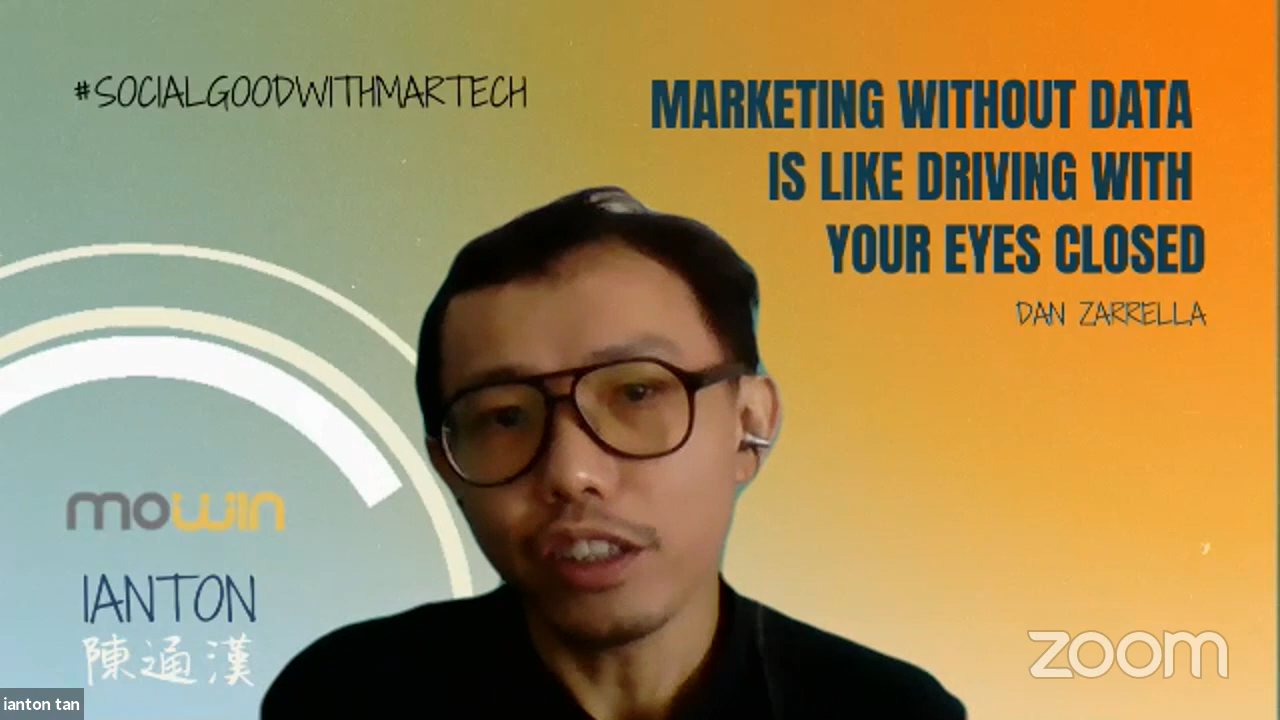 #SOCIALGOODWITHMARTECH
MARKETING WITHOUT DATA
IS LIKE DRIVING WITH
YOUR EYES CLOSED
DAN ZARRELLA
mowiin
IANTON
陳通漢
ianton tan
zoom